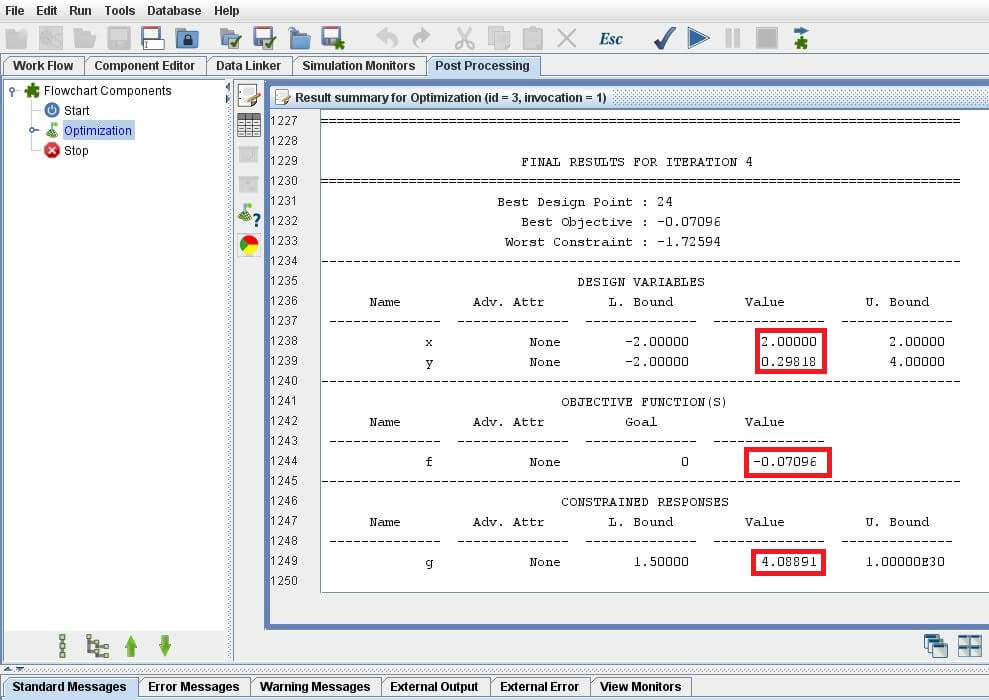 File Edit Run Tools Database Help
Esc
Work Flow Component Editor Data Linker Simulation Monitors Post Processing
Flowchart Components
Start
Optimization
Stop
Result summary for Optimization (id = 3, invocation = 1)
1227 ================================================================================
1228
1229 FINAL RESULTS FOR ITERATION 4
1230 ================================================================================
1231 Best Design Point : 24
1232 Best Objective : -0.07096
1233 Worst Constraint : -1.72594
1234 --------------------------------------------------------------------------------
1235 DESIGN VARIABLES
1236 Name Adv. Attr L. Bound Value U. Bound
1237 -------------- -------------- -------------- -------------- --------------
1238 x None -2.00000 2.00000 2.00000
1239 y None -2.00000 0.29818 4.00000
1240 --------------------------------------------------------------------------------
1241 OBJECTIVE FUNCTION(S)
1242 Name Adv. Attr Goal Value
1243 -------------- -------------- -------------- --------------
1244 f None 0 -0.07096
1245 --------------------------------------------------------------------------------
1246 CONSTRAINED RESPONSES
1247 Name Adv. Attr L. Bound Value U. Bound
1248 -------------- -------------- -------------- -------------- --------------
1249 g None 1.50000 4.08891 1.00000E30
1250
Standard Messages Error Messages Warning Messages External Output External Error View Monitors